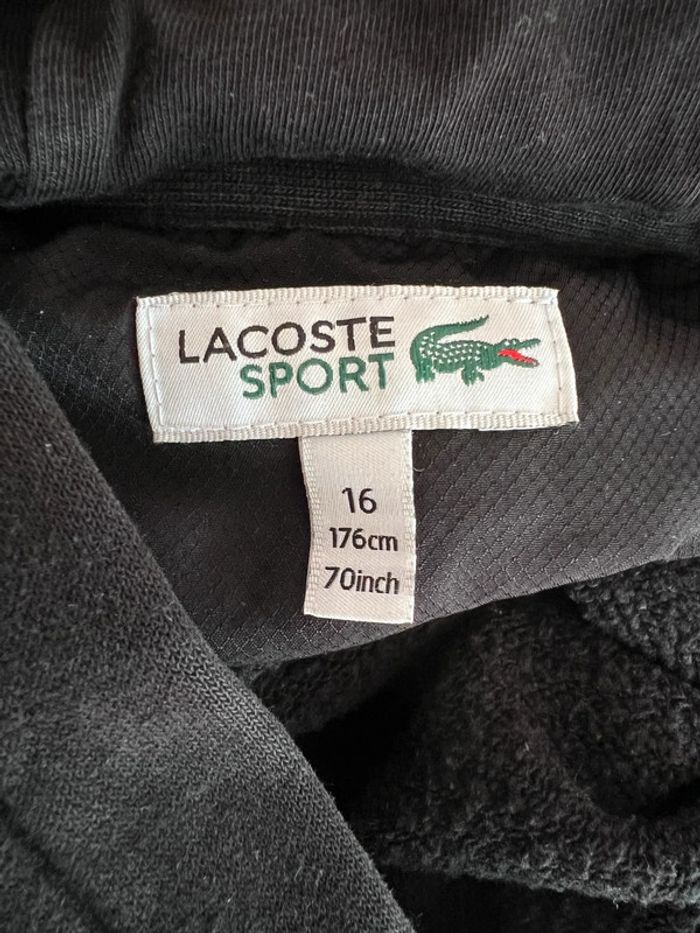 LACOSTE
SPORT
16
176cm
70inch